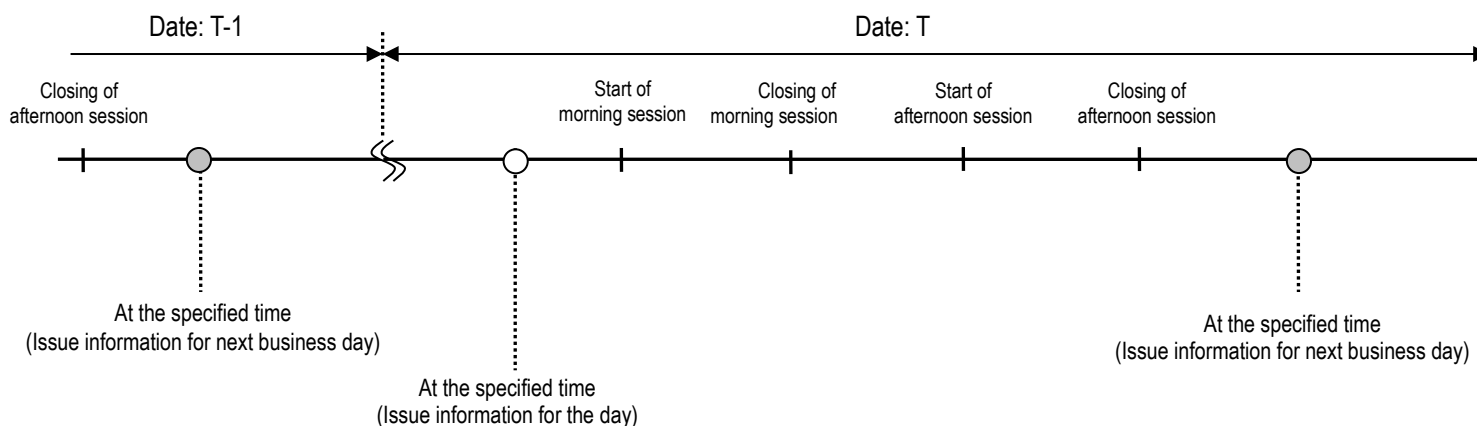 Date: T-1
Date: T
Closing of
afternoon session
Start of
morning session
Closing of
morning session
Start of
afternoon session
Closing of
afternoon session
At the specified time
(Issue information for next business day)
At the specified time
(Issue information for the day)
At the specified time
(Issue information for next business day)